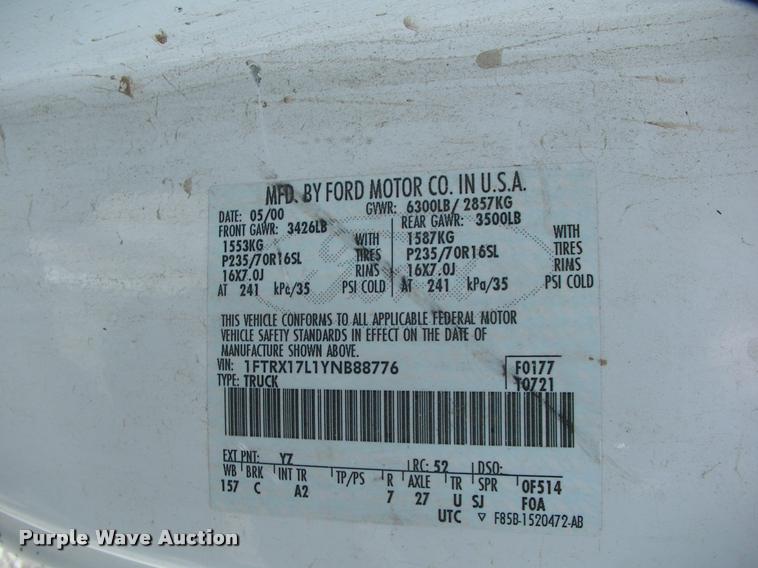 MFD. BY FORD MOTOR CO. IN U.S.A.
DATE: 05/00 GVWR: 6300LB/ 2857KG
FRONT GAWR: 3426LB REAR GAWR: 3500LB
1553KG WITH 1587KG WITH
P235/70R16SL TIRES P235/70R16SL TIRES
16X7.0J RIMS 16X7.0J RIMS
AT 241 kPa/35 PSI COLD AT 241 kPa/35 PSI COLD
THIS VEHICLE CONFORMS TO ALL APPLICABLE FEDERAL MOTOR
VEHICLE SAFETY STANDARDS IN EFFECT ON THE DATE OF
MANUFACTURE SHOWN ABOVE.
VIN: 1FTRX17L1YNB88776 F0177
TYPE: TRUCK T0721
EXT PNT: YZ RC: 52 DSO:
WB BRK INT TR TP/PS R AXLE TR SPR 0F514
157 C A2 7 27 U SJ F0A
UTC ▽ F85B-1520472-AB
Purple Wave Auction